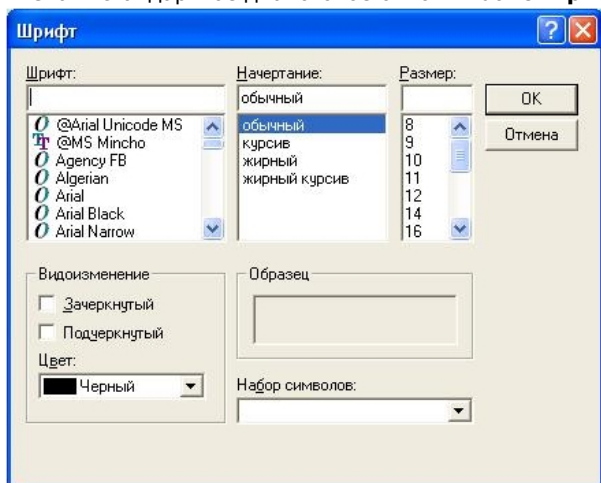 Шрифт
Шрифт:
@Arial Unicode MS
@MS Mincho
Agency FB
Algerian
Arial
Arial Black
Arial Narrow
Начертание:
обычный
обычный
курсив
жирный
жирный курсив
Размер:
8
9
10
11
12
14
16
OK
Отмена
Видоизменение
Зачеркнутый
Подчеркнутый
Цвет:
Черный
Образец
Набор символов: